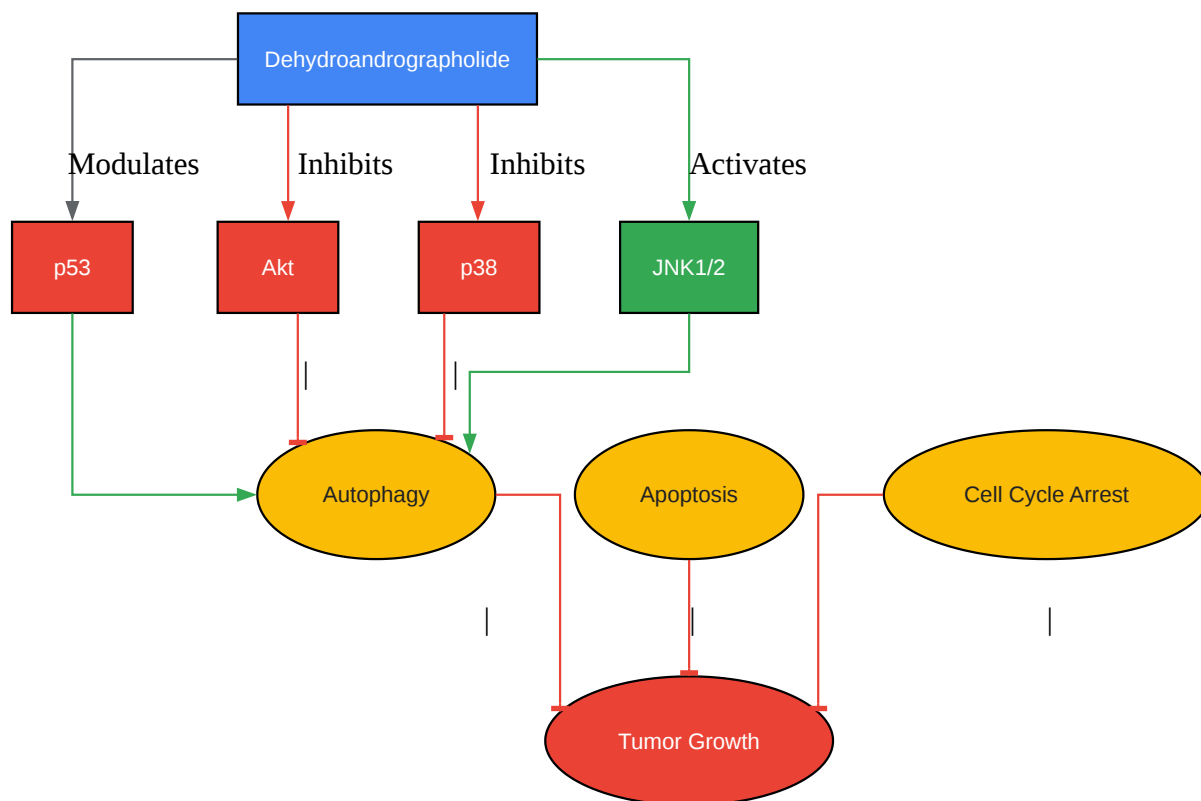 Dehydroandrographolide
Modulates
Inhibits
Inhibits
Activates
p53
Akt
p38
JNK1/2
|
|
Autophagy
Apoptosis
Cell Cycle Arrest
|
|
|
Tumor Growth